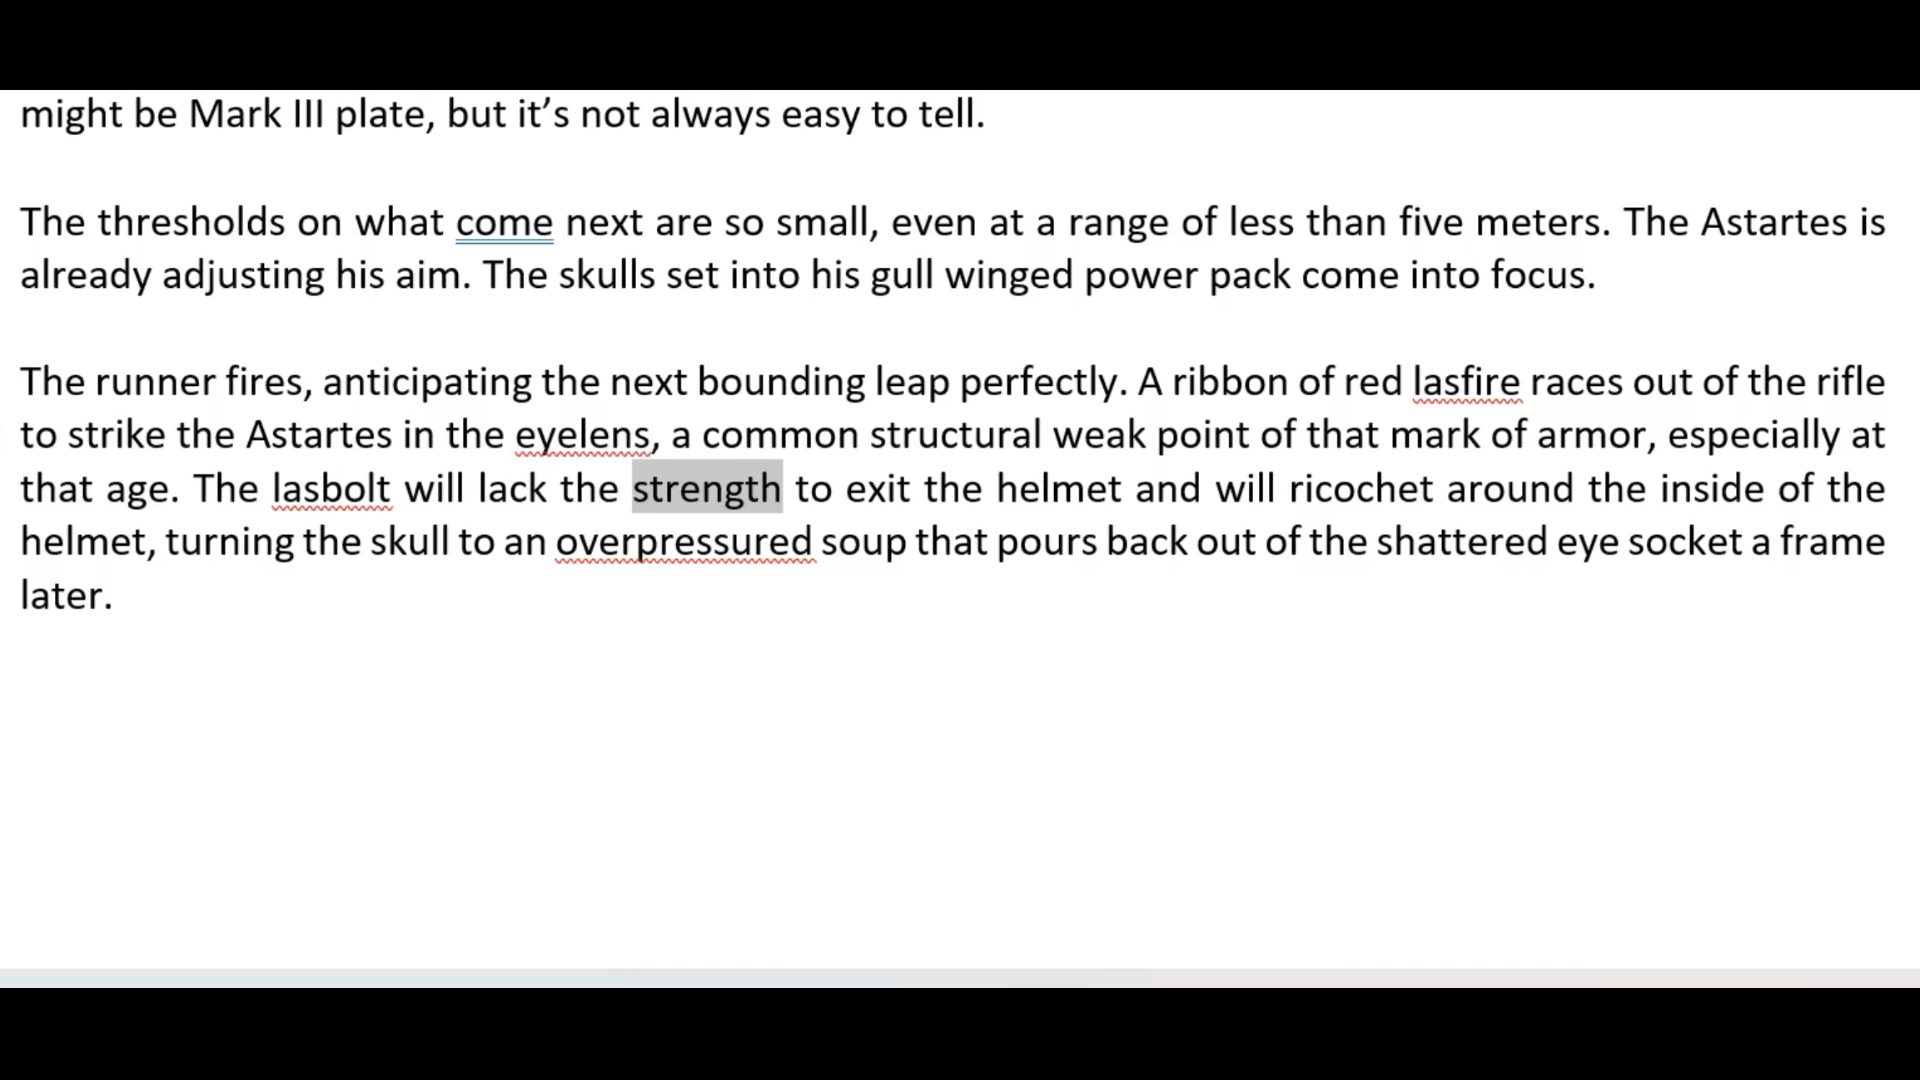 might be Mark III plate, but it’s not always easy to tell.
The thresholds on what come next are so small, even at a range of less than five meters. The Astartes is
already adjusting his aim. The skulls set into his gull winged power pack come into focus.
The runner fires, anticipating the next bounding leap perfectly. A ribbon of red lasfire races out of the rifle
to strike the Astartes in the eyelens, a common structural weak point of that mark of armor, especially at
that age. The lasbolt will lack the strength to exit the helmet and will ricochet around the inside of the
helmet, turning the skull to an overpressured soup that pours back out of the shattered eye socket a frame
later.